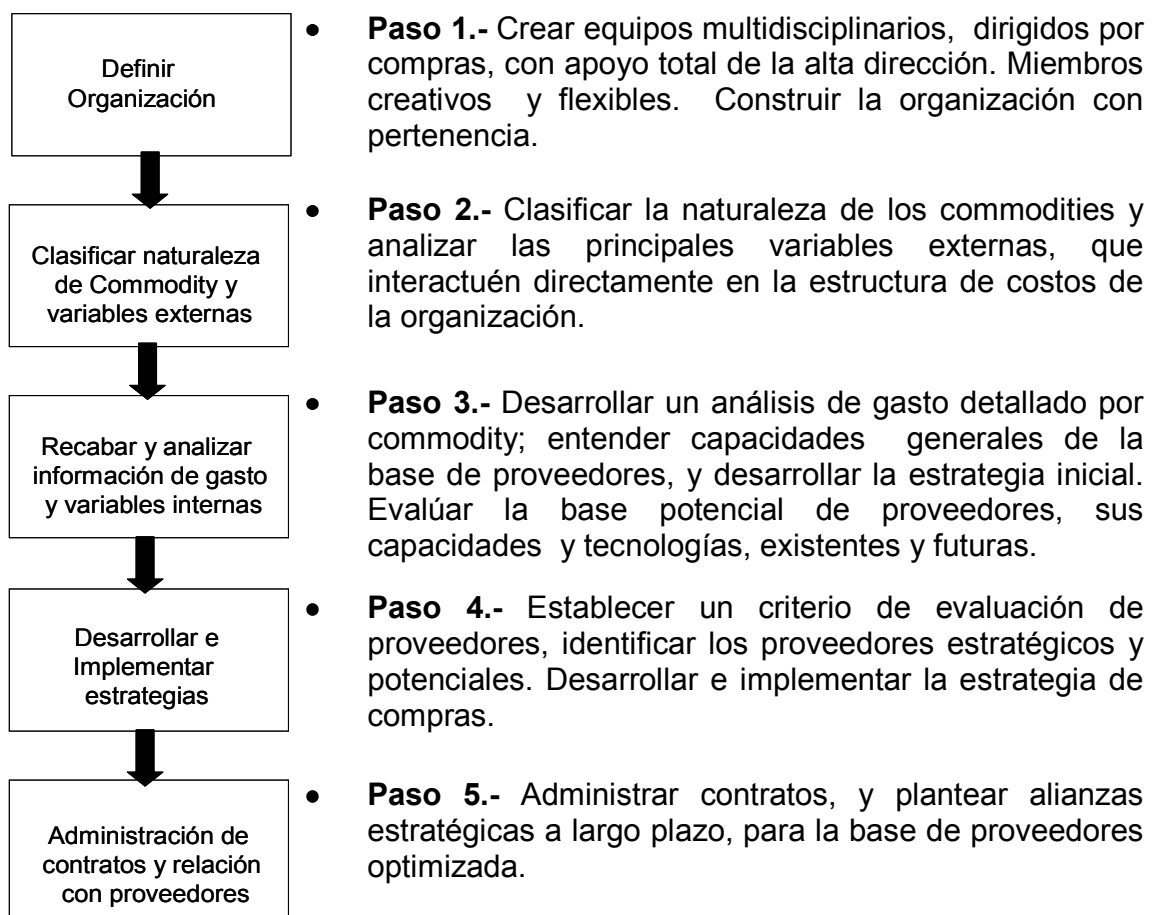 Definir
Organización
• Paso 1.- Crear equipos multidisciplinarios, dirigidos por
compras, con apoyo total de la alta dirección. Miembros
creativos y flexibles. Construir la organización con
pertenencia.
Clasificar naturaleza
de Commodity y
variables externas
• Paso 2.- Clasificar la naturaleza de los commodities y
analizar las principales variables externas, que
interactuén directamente en la estructura de costos de
la organización.
Recabar y analizar
información de gasto
y variables internas
• Paso 3.- Desarrollar un análisis de gasto detallado por
commodity; entender capacidades generales de la
base de proveedores, y desarrollar la estrategia inicial.
Evalúar la base potencial de proveedores, sus
capacidades y tecnologías, existentes y futuras.
Desarrollar e
Implementar
estrategias
• Paso 4.- Establecer un criterio de evaluación de
proveedores, identificar los proveedores estratégicos y
potenciales. Desarrollar e implementar la estrategia de
compras.
Administración de
contratos y relación
con proveedores
• Paso 5.- Administrar contratos, y plantear alianzas
estratégicas a largo plazo, para la base de proveedores
optimizada.